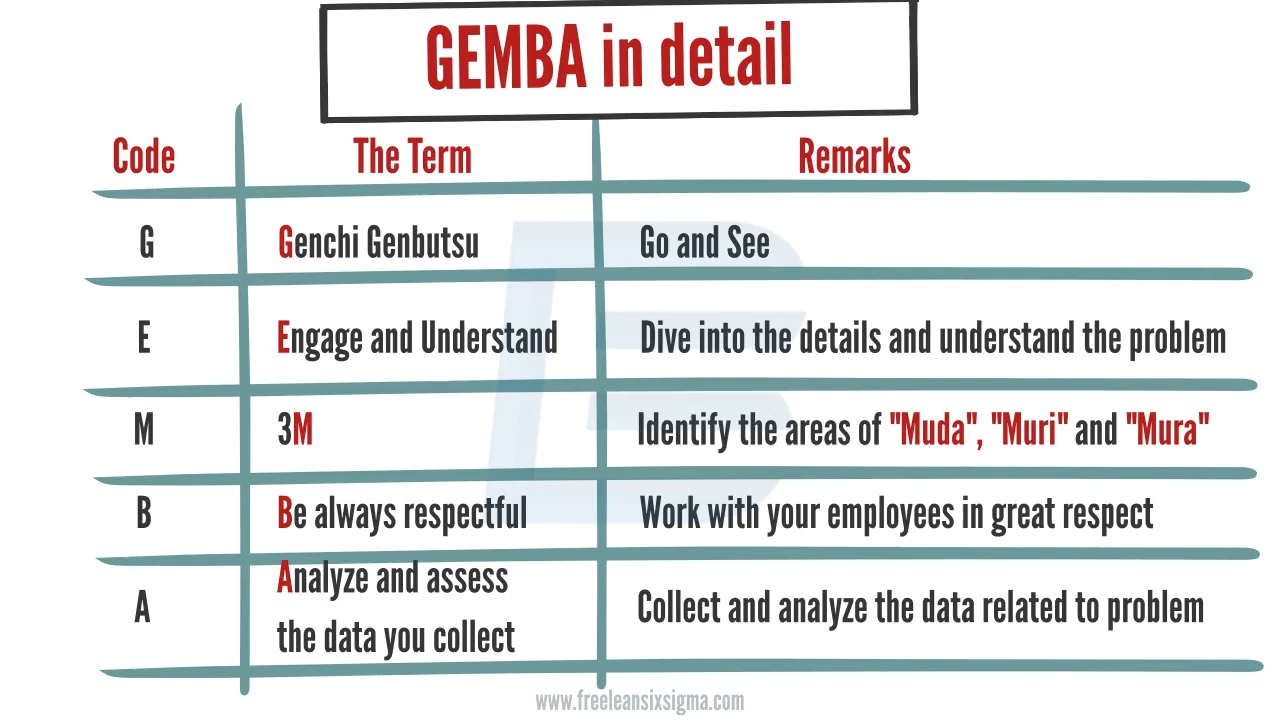 GEMBA in detail
Code The Term Remarks
G Genchi Genbutsu Go and See
E Engage and Understand Dive into the details and understand the problem
M 3M Identify the areas of "Muda", "Muri" and "Mura"
B Be always respectful Work with your employees in great respect
A Analyze and assess
the data you collect Collect and analyze the data related to problem
www.freeleansixsigma.com